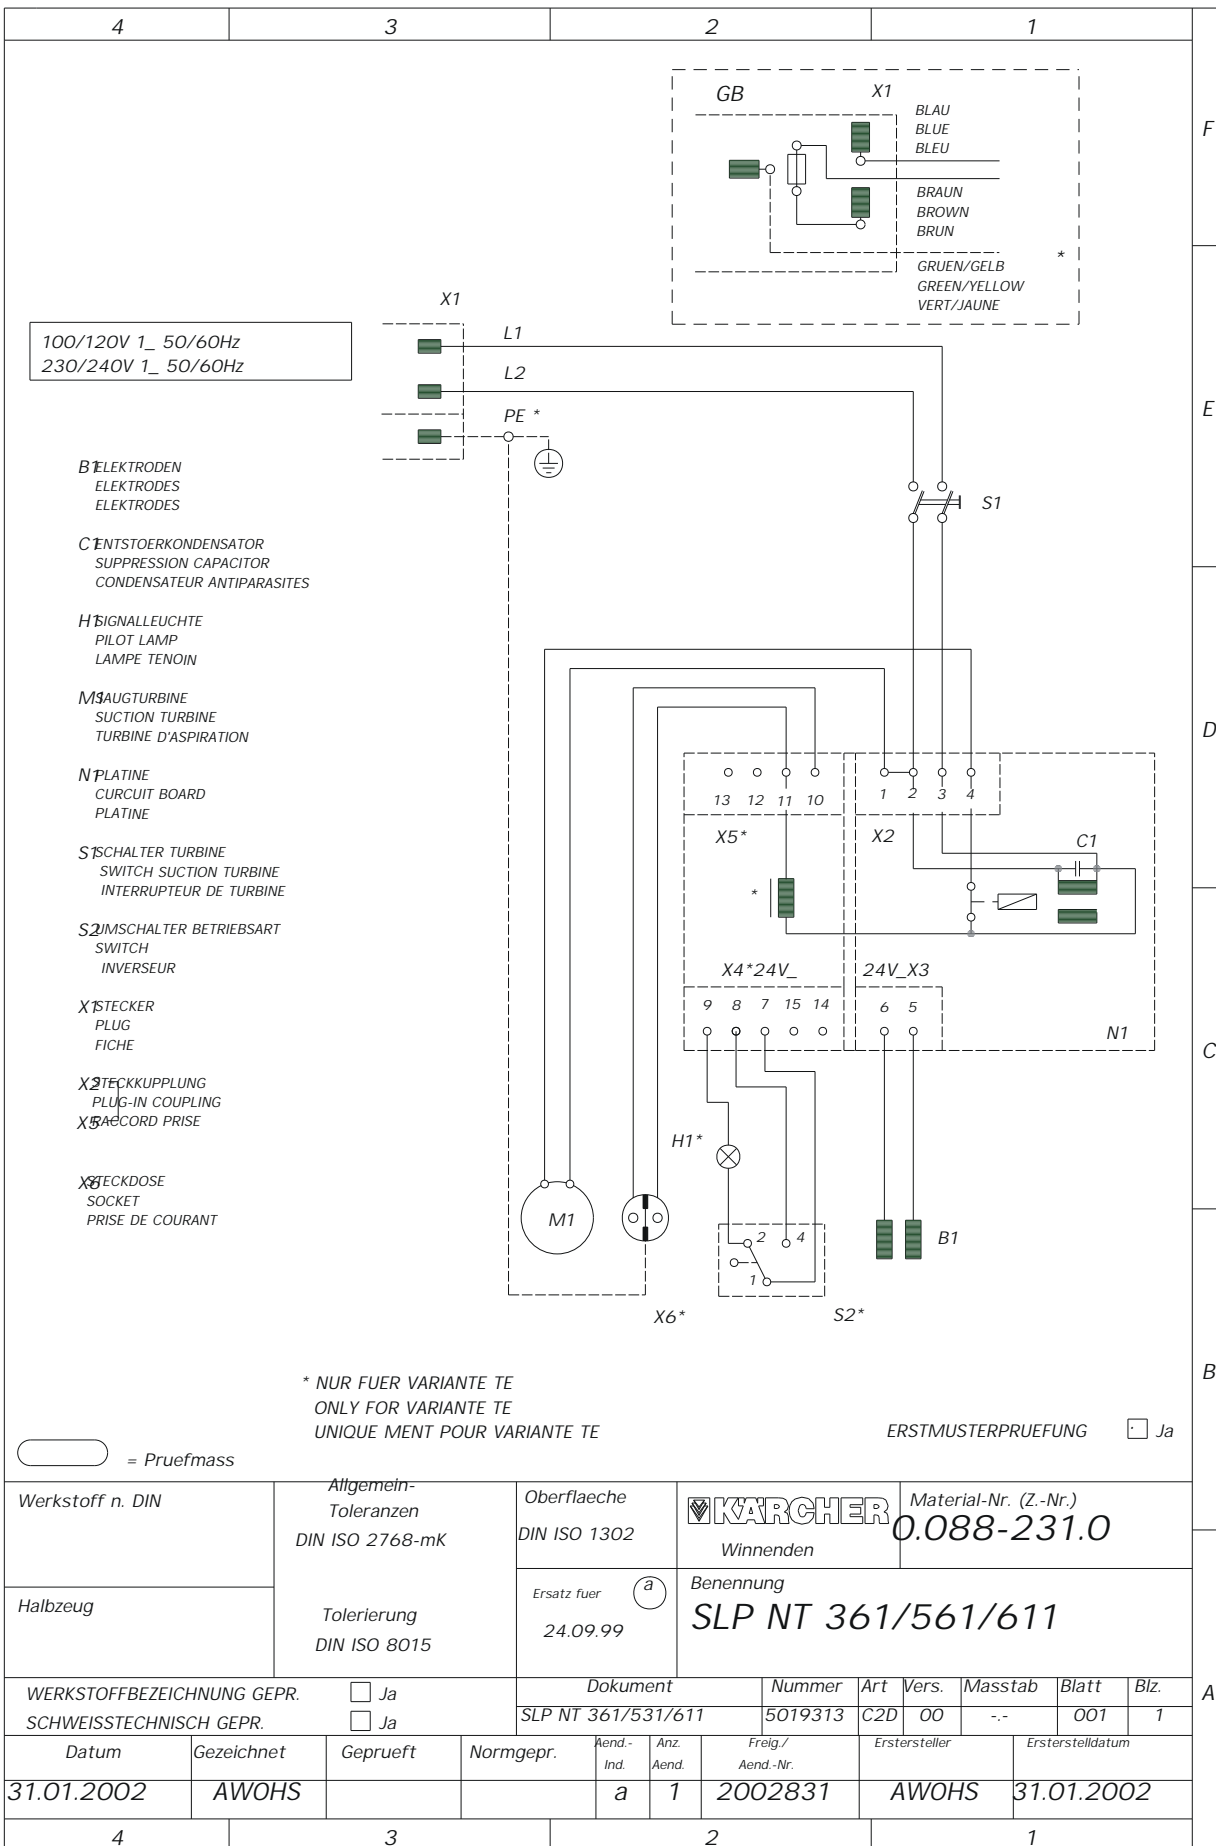 4 3 2 1
GB X1
BLAU
BLUE
BLEU
BRAUN
BROWN
BRUN
*
GRUEN/GELB
GREEN/YELLOW
VERT/JAUNE
F
X1
100/120V 1_ 50/60Hz
230/240V 1_ 50/60Hz
L1
L2
PE *
E
B1 ELEKTRODEN
ELEKTRODES
ELEKTRODES
S1
C1 ENTSTOERKONDENSATOR
SUPPRESSION CAPACITOR
CONDENSATEUR ANTIPARASITES
H1 SIGNALLEUCHTE
PILOT LAMP
LAMPE TENOIN
M1 SAUGTURBINE
SUCTION TURBINE
TURBINE D'ASPIRATION
D
N1 PLATINE
CURCUIT BOARD
PLATINE
13 12 11 10 1 2 3 4
X5* X2 C1
S1 SCHALTER TURBINE
SWITCH SUCTION TURBINE
INTERRUPTEUR DE TURBINE
*
S2 UMSCHALTER BETRIEBSART
SWITCH
INVERSEUR
X4*24V_ 24V_X3
X1 STECKER
PLUG
FICHE
9 8 7 15 14 6 5
N1
C
X2 STECKKUPPLUNG
PLUG-IN COUPLING
X5 RACCORD PRISE
H1*
X6 STECKDOSE
SOCKET
PRISE DE COURANT
M1
2 4
1
B1
X6* S2*
B
* NUR FUER VARIANTE TE
ONLY FOR VARIANTE TE
UNIQUE MENT POUR VARIANTE TE
ERSTMUSTERPRUEFUNG Ja
= Pruefmass
Werkstoff n. DIN
Allgemein-
Toleranzen
DIN ISO 2768-mK
Oberflaeche
DIN ISO 1302
KÄRCHER
Winnenden
Material-Nr. (Z.-Nr.)
0.088-231.0
Halbzeug
Tolerierung
DIN ISO 8015
Ersatz fuer a
24.09.99
Benennung
SLP NT 361/561/611
WERKSTOFFBEZEICHNUNG GEPR. Ja
SCHWEISSTECHNISCH GEPR. Ja
Dokument Nummer Art Vers. Masstab Blatt Blz.
SLP NT 361/531/611 5019313 C2D 00 -.- 001 1
A
Datum Gezeichnet Geprueft Normgepr. Aend.-Ind. Anz. Aend. Freig./Aend.-Nr. Erstersteller Ersterstelldatum
31.01.2002 AWOHS a 1 2002831 AWOHS 31.01.2002
4 3 2 1